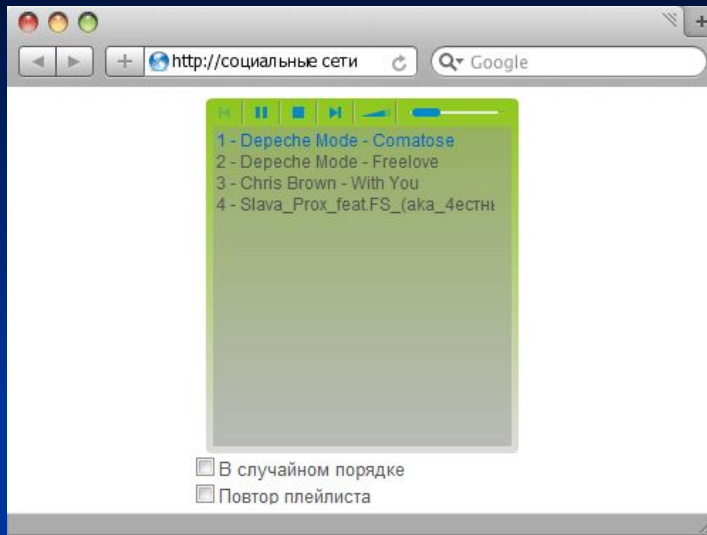 http://социальные сети
Google
1 - Depeche Mode - Comatose
2 - Depeche Mode - Freelove
3 - Chris Brown - With You
4 - Slava_Prox_feat.FS_(aka_4естны
В случайном порядке
Повтор плейлиста